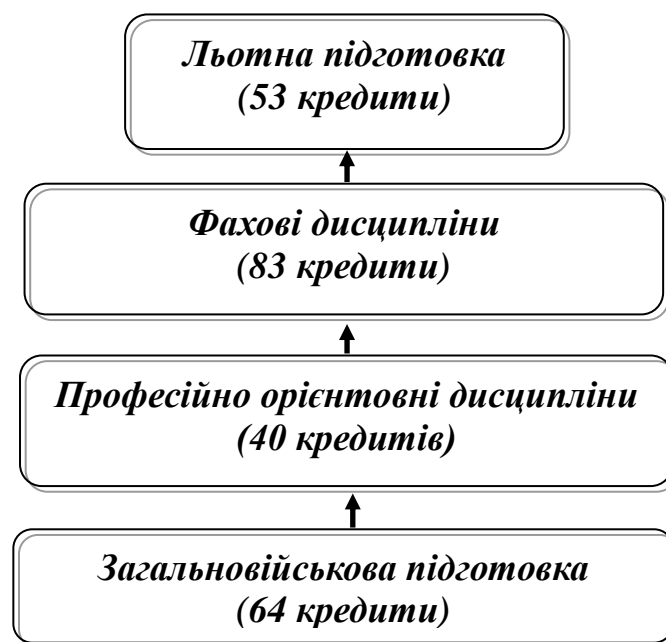 Льотна підготовка
(53 кредити)
Фахові дисципліни
(83 кредити)
Професійно орієнтовні дисципліни
(40 кредитів)
Загальновійськова підготовка
(64 кредити)